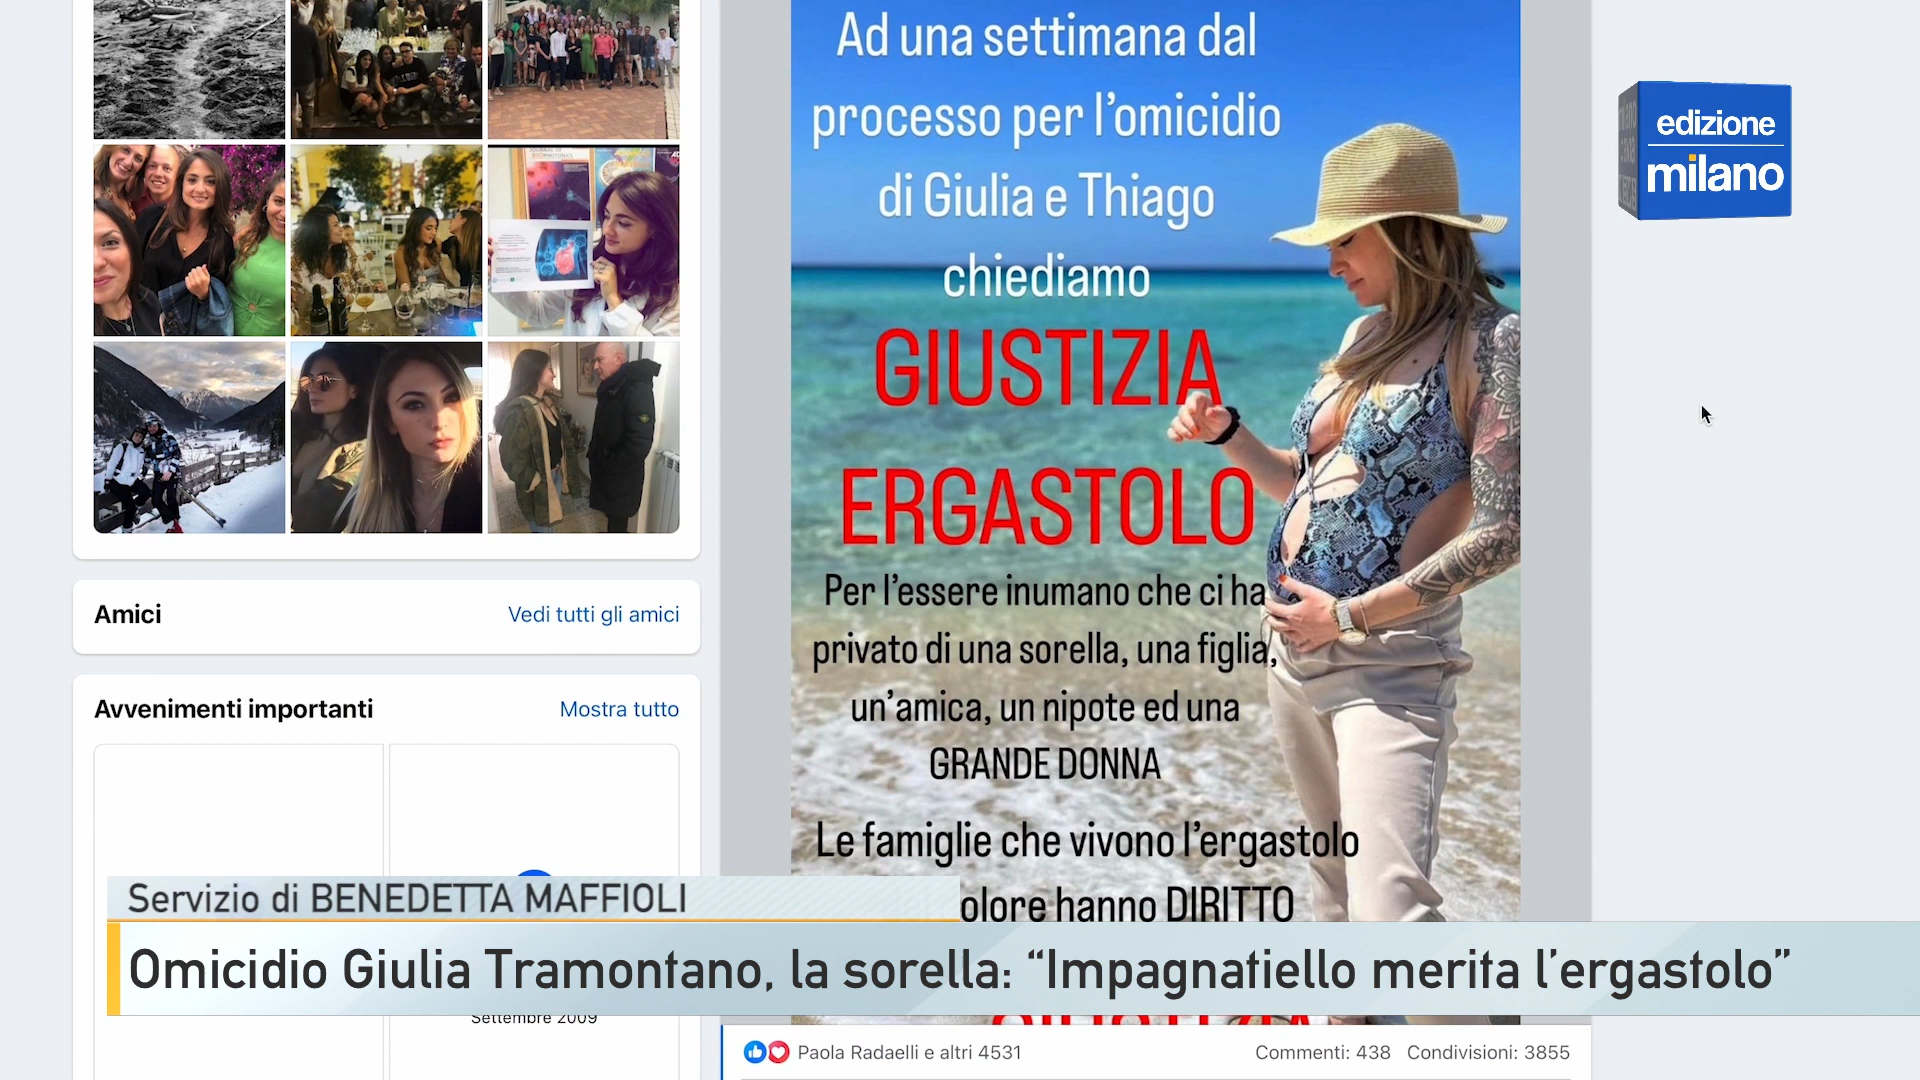 Ad una settimana dal
processo per l'omicidio
di Giulia e Thiago
chiediamo
GIUSTIZIA
ERGASTOLO
Per l'essere inumano che ci ha
privato di una sorella, una figlia,
un'amica, un nipote ed una
GRANDE DONNA
Le famiglie che vivono l'ergastolo
olore hanno DIRITTO
edizione
milano
Amici
Vedi tutti gli amici
Avvenimenti importanti
Mostra tutto
Servizio di BENEDETTA MAFFIOLI
Omicidio Giulia Tramontano, la sorella: “Impagnatiello merita l'ergastolo”
Settembre 2009
Paola Radaelli e altri 4531
Commenti: 438 Condivisioni: 3855